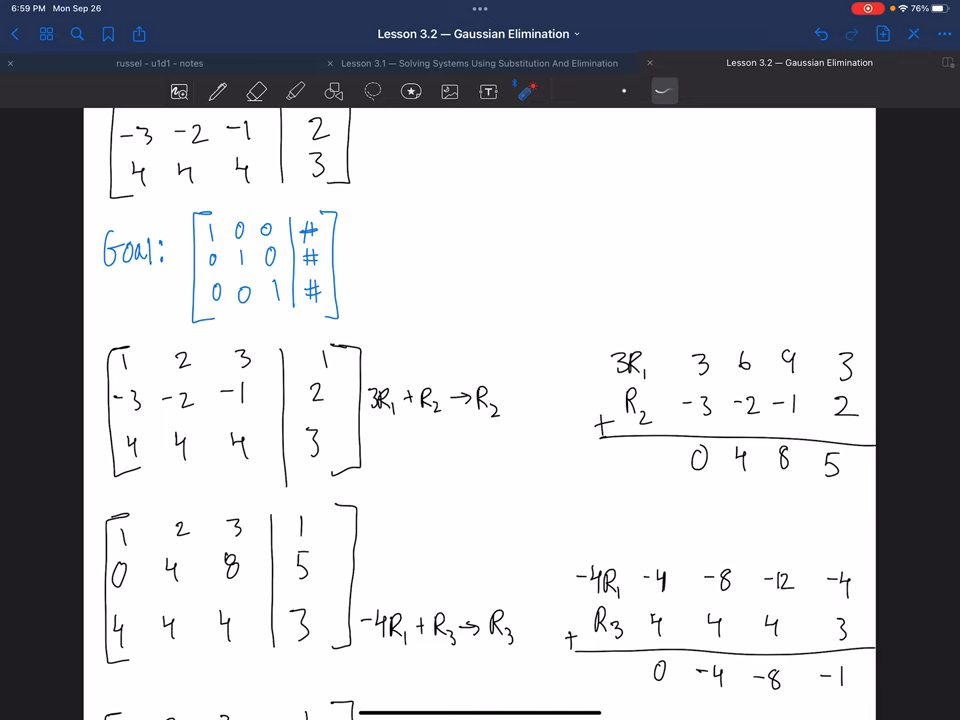 6:59 PM Mon Sep 26
76%
Lesson 3.2 — Gaussian Elimination
russel - u1d1 - notes
Lesson 3.1 — Solving Systems Using Substitution And Elimination
Lesson 3.2 — Gaussian Elimination
-3 -2 -1 | 2
4 4 4 | 3
Goal:
1 0 0 | #
0 1 0 | #
0 0 1 | #
1 2 3 | 1
-3 -2 -1 | 2 3R₁ + R₂ → R₂
4 4 4 | 3
3R₁ 3 6 9 3
+ R₂ -3 -2 -1 2
0 4 8 5
1 2 3 | 1
0 4 8 | 5
4 4 4 | 3 -4R₁ + R₃ → R₃
-4R₁ -4 -8 -12 -4
+ R₃ 4 4 4 3
0 -4 -8 -1